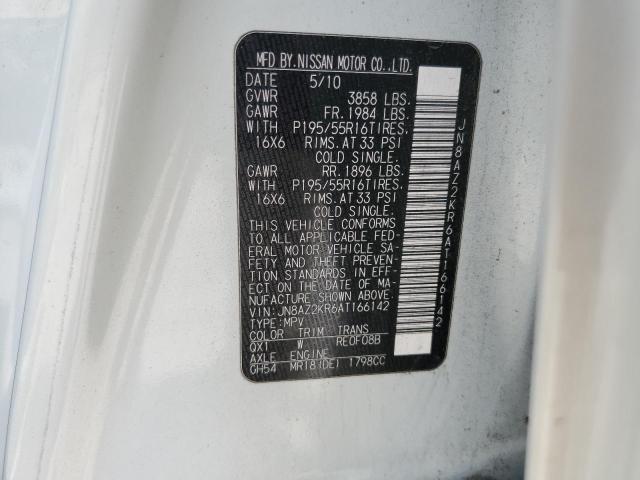 MFD BY.NISSAN MOTOR CO.,LTD.
DATE 5/10
GVWR 3858 LBS.
GAWR FR.1984 LBS.
WITH P195/55R16TIRES.
16X6 RIMS.AT 33 PSI
COLD SINGLE.
GAWR RR.1896 LBS.
WITH P195/55R16TIRES.
16X6 RIMS.AT 33 PSI
COLD SINGLE.
THIS VEHICLE CONFORMS
TO ALL APPLICABLE FED-
ERAL MOTOR VEHICLE SA-
FETY AND THEFT PREVEN-
TION STANDARDS IN EFF-
ECT ON THE DATE OF MA-
NUFACTURE SHOWN ABOVE.
VIN:JN8AZ2KR6AT166142
TYPE:MPV
COLOR TRIM TRANS
QX1 W RE0F08B
AXLE ENGINE
GH54 MR18(DE) 1798CC
JN8AZ2KR6AT166142